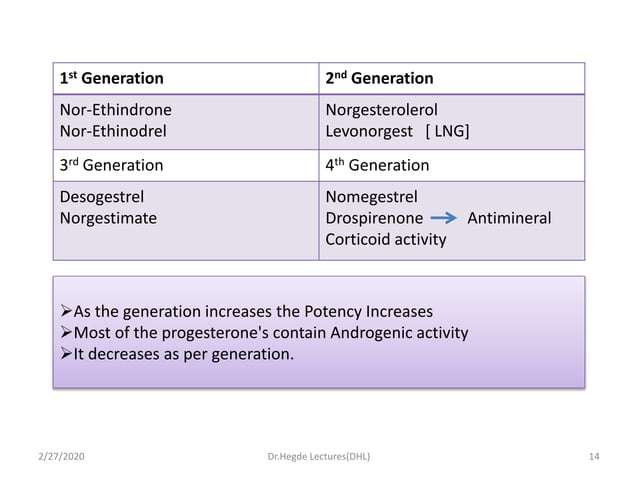 1st Generation
2nd Generation
Nor-Ethindrone
Nor-Ethinodrel
Norgesterolerol
Levonorgest [ LNG]
3rd Generation
4th Generation
Desogestrel
Norgestimate
Nomegestrel
Drospirenone → Antimineral
Corticoid activity
➢As the generation increases the Potency Increases
➢Most of the progesterone's contain Androgenic activity
➢It decreases as per generation.
2/27/2020
Dr.Hegde Lectures(DHL)
14